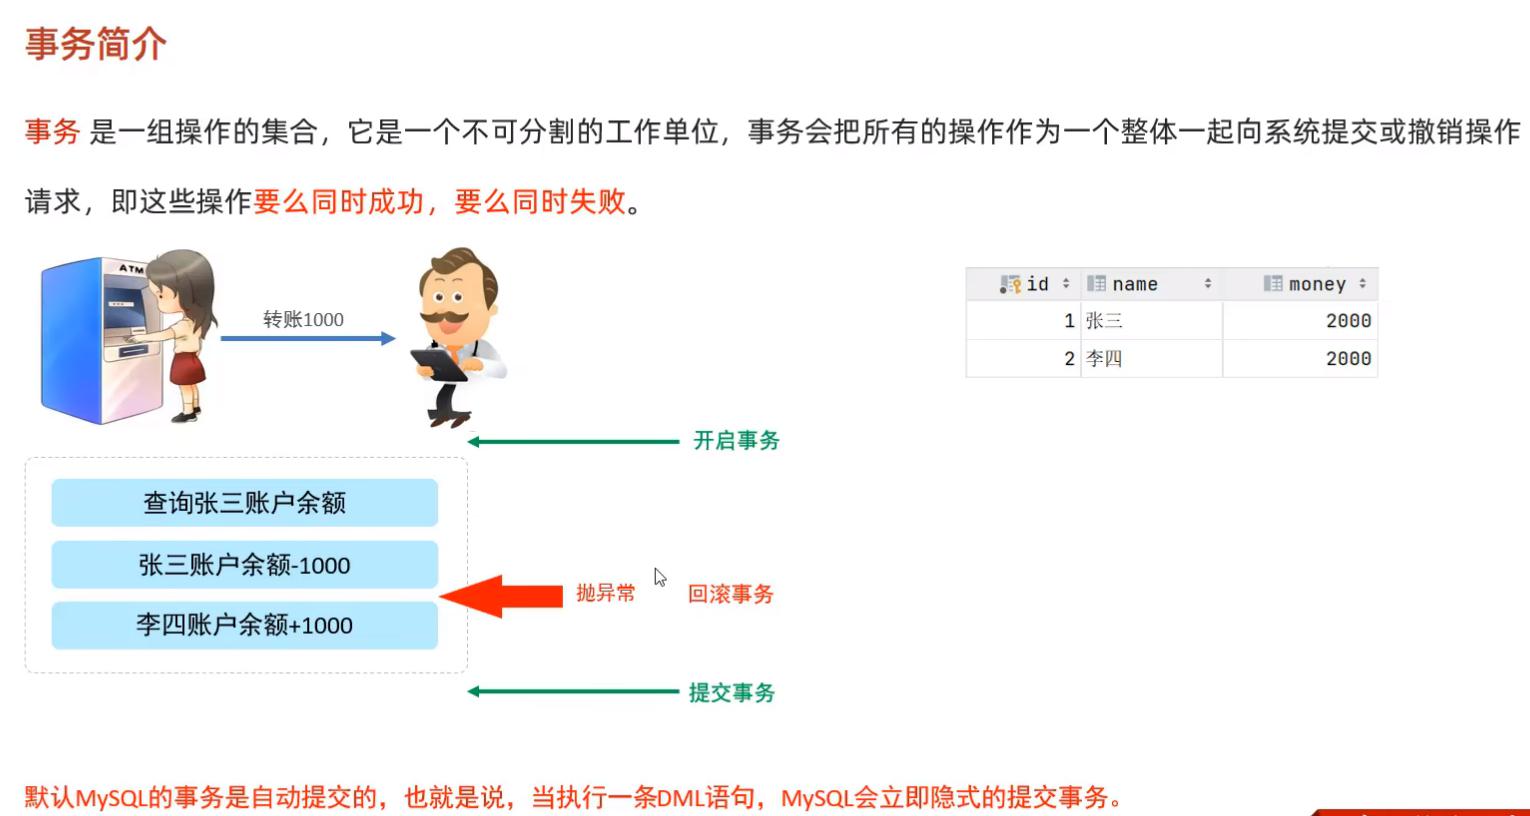 事务简介
事务 是一组操作的集合，它是一个不可分割的工作单位，事务会把所有的操作作为一个整体一起向系统提交或撤销操作
请求，即这些操作要么同时成功，要么同时失败。
ATM
转账1000
id name money
1 张三 2000
2 李四 2000
开启事务
查询张三账户余额
张三账户余额-1000
抛异常 回滚事务
李四账户余额+1000
提交事务
默认MySQL的事务是自动提交的，也就是说，当执行一条DML语句，MySQL会立即隐式的提交事务。